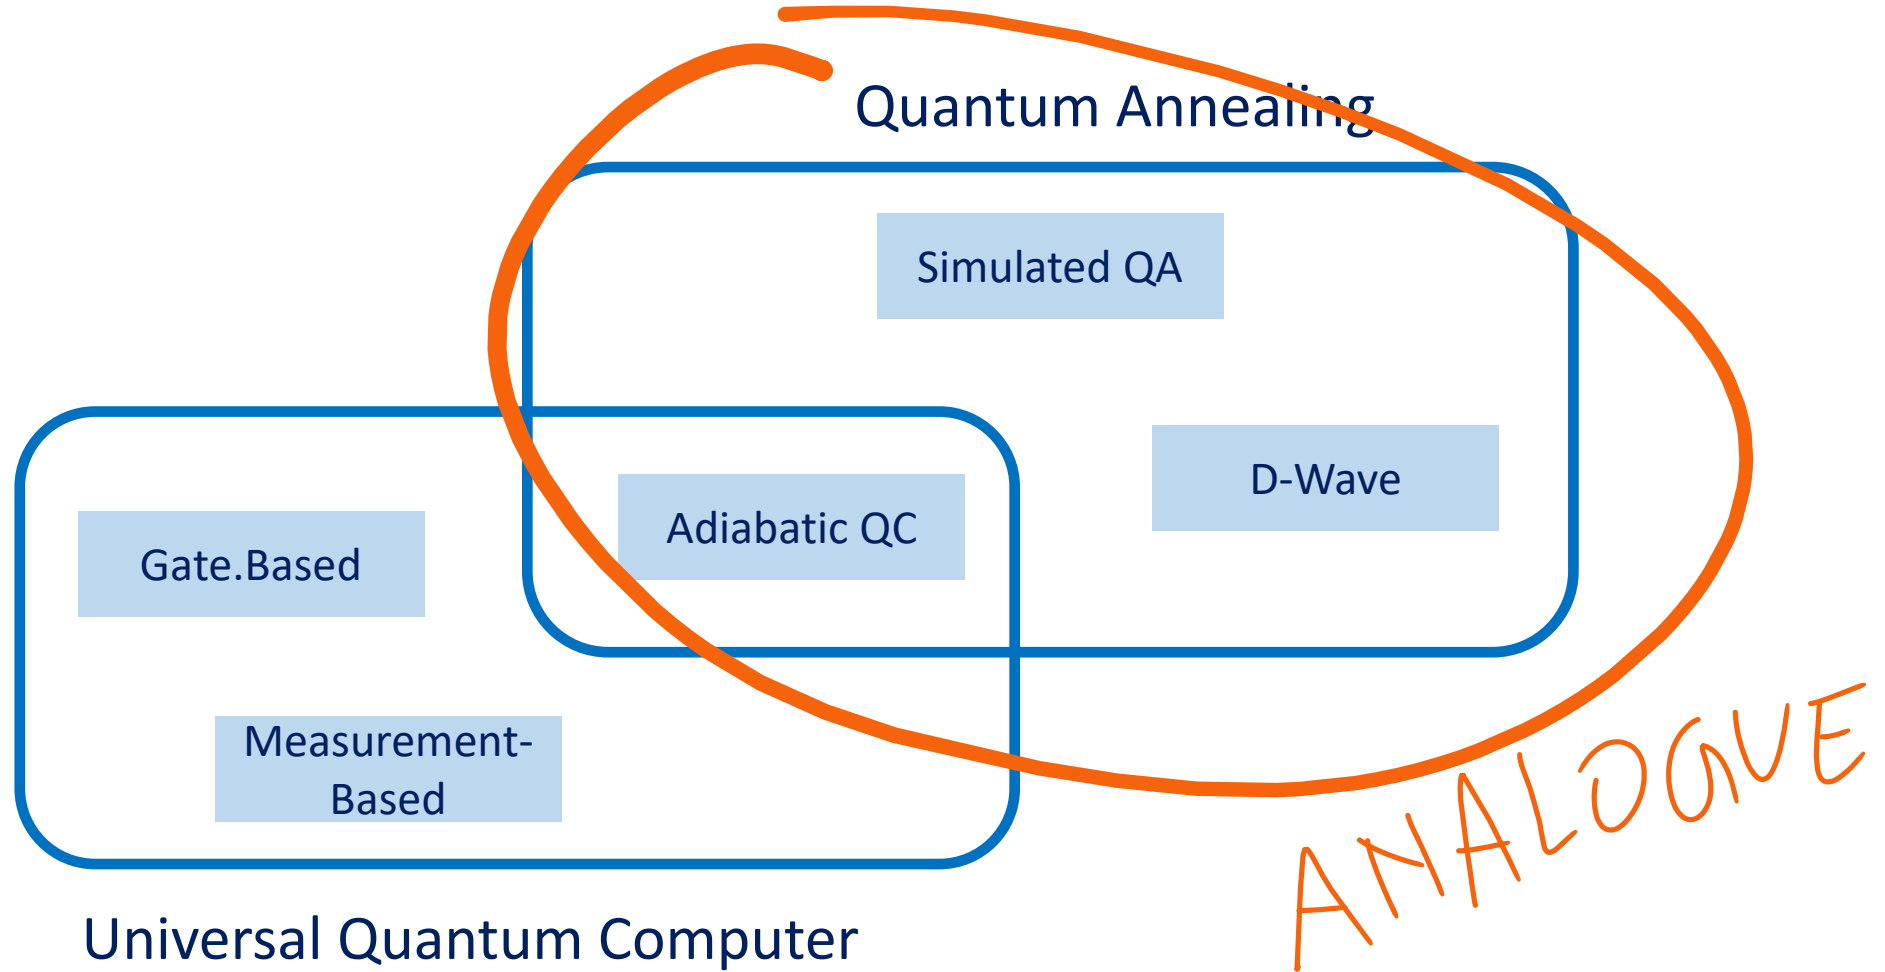 Quantum Annealing
Simulated QA
D-Wave
Adiabatic QC
Gate.Based
Measurement-
Based
ANALOGUE
Universal Quantum Computer